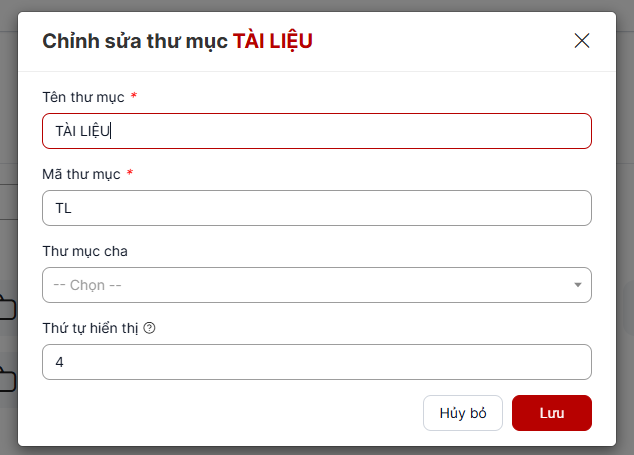 Chỉnh sửa thư mục TÀI LIỆU
Tên thư mục *
TÀI LIỆU
Mã thư mục *
TL
Thư mục cha
-- Chọn --
Thứ tự hiển thị ?
4
Hủy bỏ
Lưu